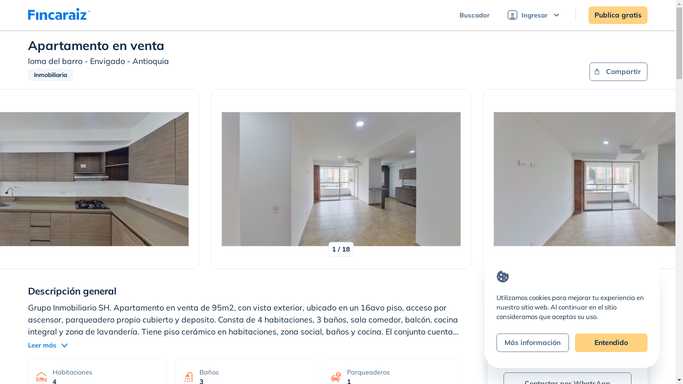 Fincaraiz
Buscador
Ingresar
Publica gratis
Apartamento en venta
loma del barro - Envigado - Antioquia
Inmobiliaria
Compartir
1 / 18
Descripción general
Grupo Inmobiliario SH. Apartamento en venta de 95m2, con vista exterior, ubicado en un 16avo piso, acceso por
ascensor, parqueadero propio cubierto y deposito. Consta de 4 habitaciones, 3 baños, sala comedor, balcón, cocina
integral y zona de lavandería. Tiene piso cerámico en habitaciones, zona social, baños y cocina. El conjunto cuenta...
Leer más
Habitaciones
4
Baños
3
Parqueaderos
1
Utilizamos cookies para mejorar tu experiencia en
nuestro sitio web. Al continuar en el sitio
consideramos que aceptas su uso.
Más información
Entendido
Contactar por WhatsApp